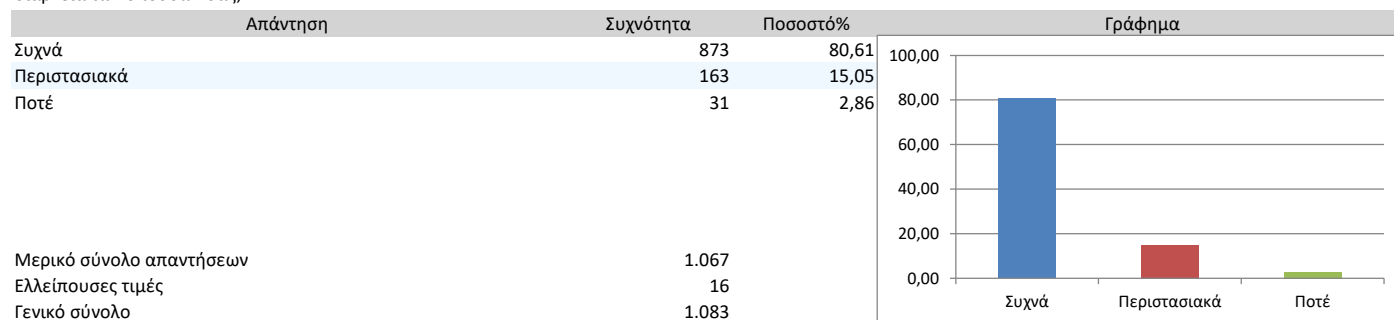 Απάντηση Συχνότητα Ποσοστό% Γράφημα
Συχνά 873 80,61
Περιστασιακά 163 15,05
Ποτέ 31 2,86
Μερικό σύνολο απαντήσεων 1.067
Ελλείπουσες τιμές 16
Γενικό σύνολο 1.083
100,00
80,00
60,00
40,00
20,00
0,00
Συχνά Περιστασιακά Ποτέ